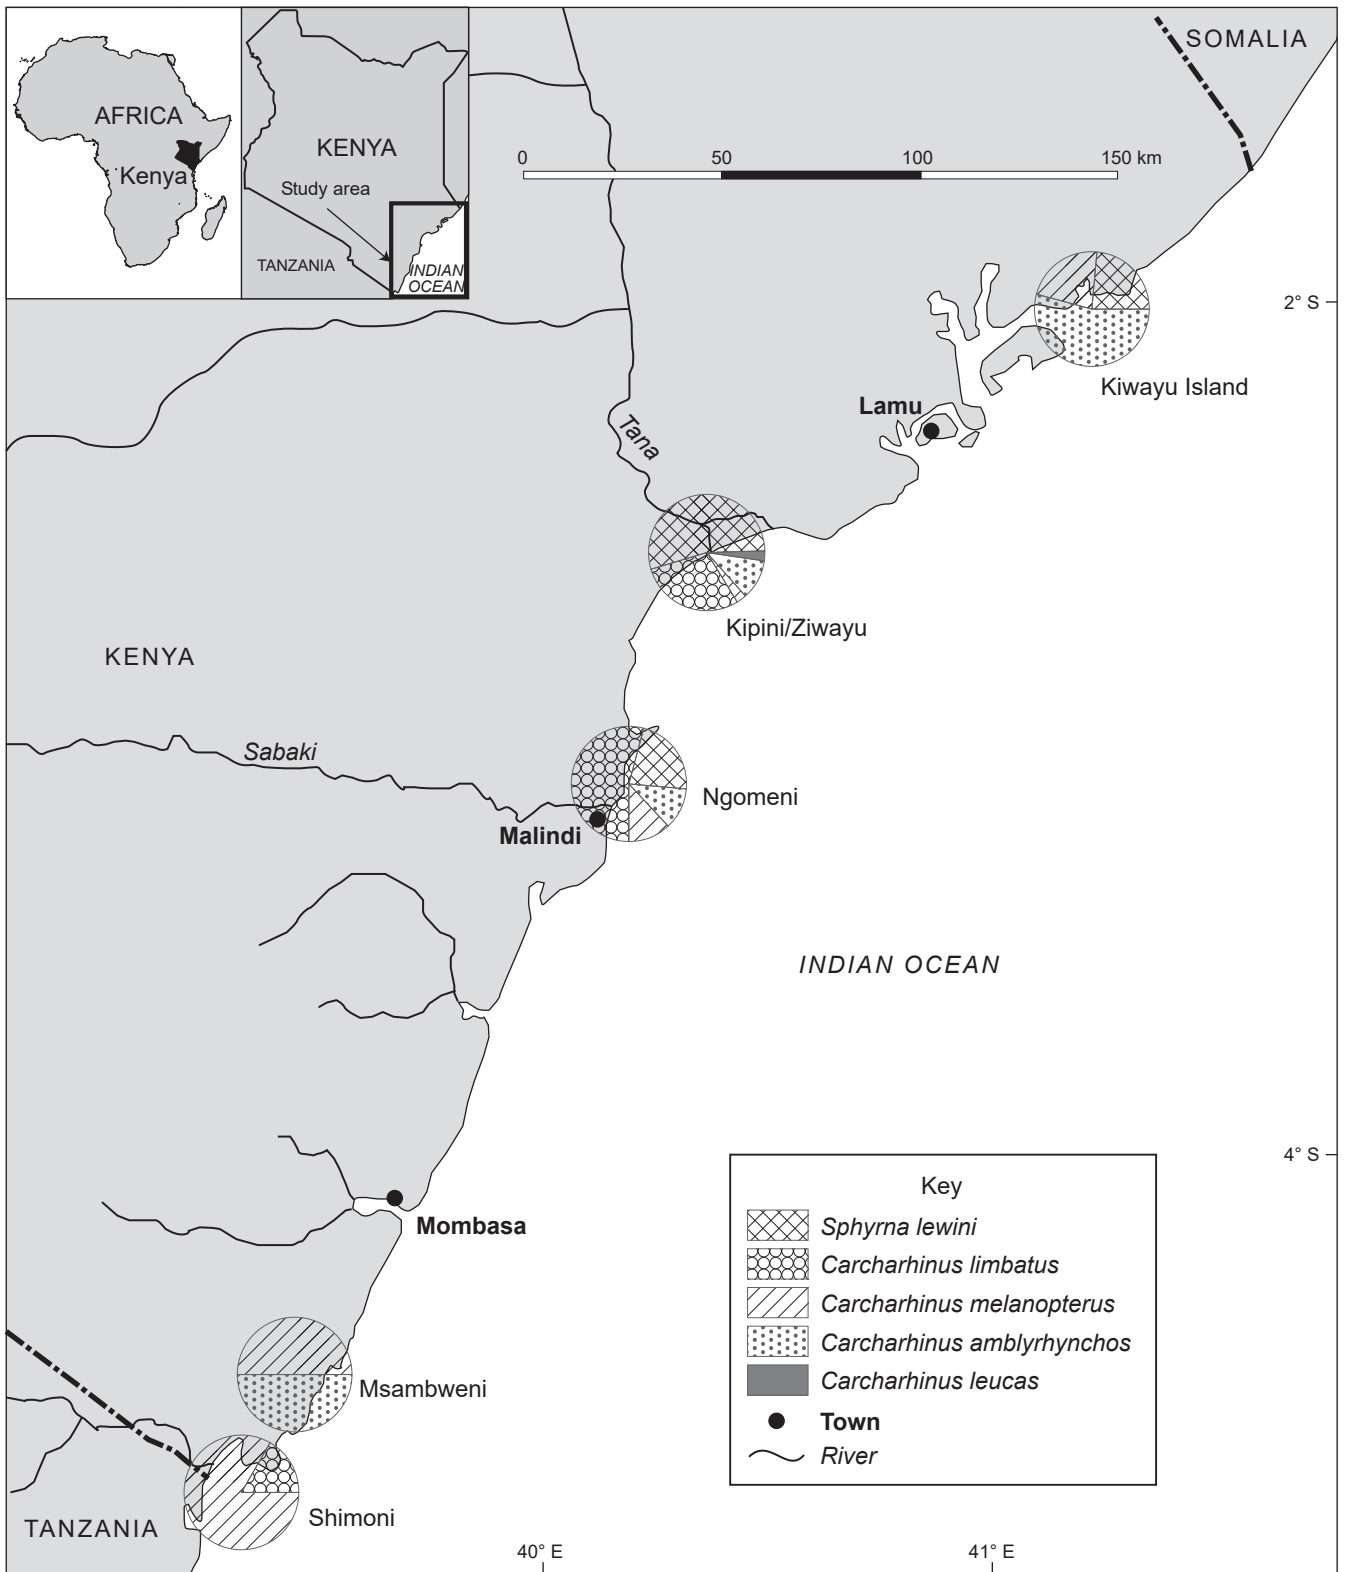 SOMALIA
AFRICA
Kenya
KENYA
Study area
TANZANIA
INDIAN
OCEAN
0 50 100 150 km
2° S
Kiwayu Island
Lamu
Tana
Kipini/Ziwayu
KENYA
Sabaki
Ngomeni
Malindi
INDIAN OCEAN
4° S
Mombasa
Key
Sphyrna lewini
Carcharhinus limbatus
Carcharhinus melanopterus
Carcharhinus amblyrhynchos
Carcharhinus leucas
Town
River
Msambweni
Shimoni
TANZANIA
40° E
41° E